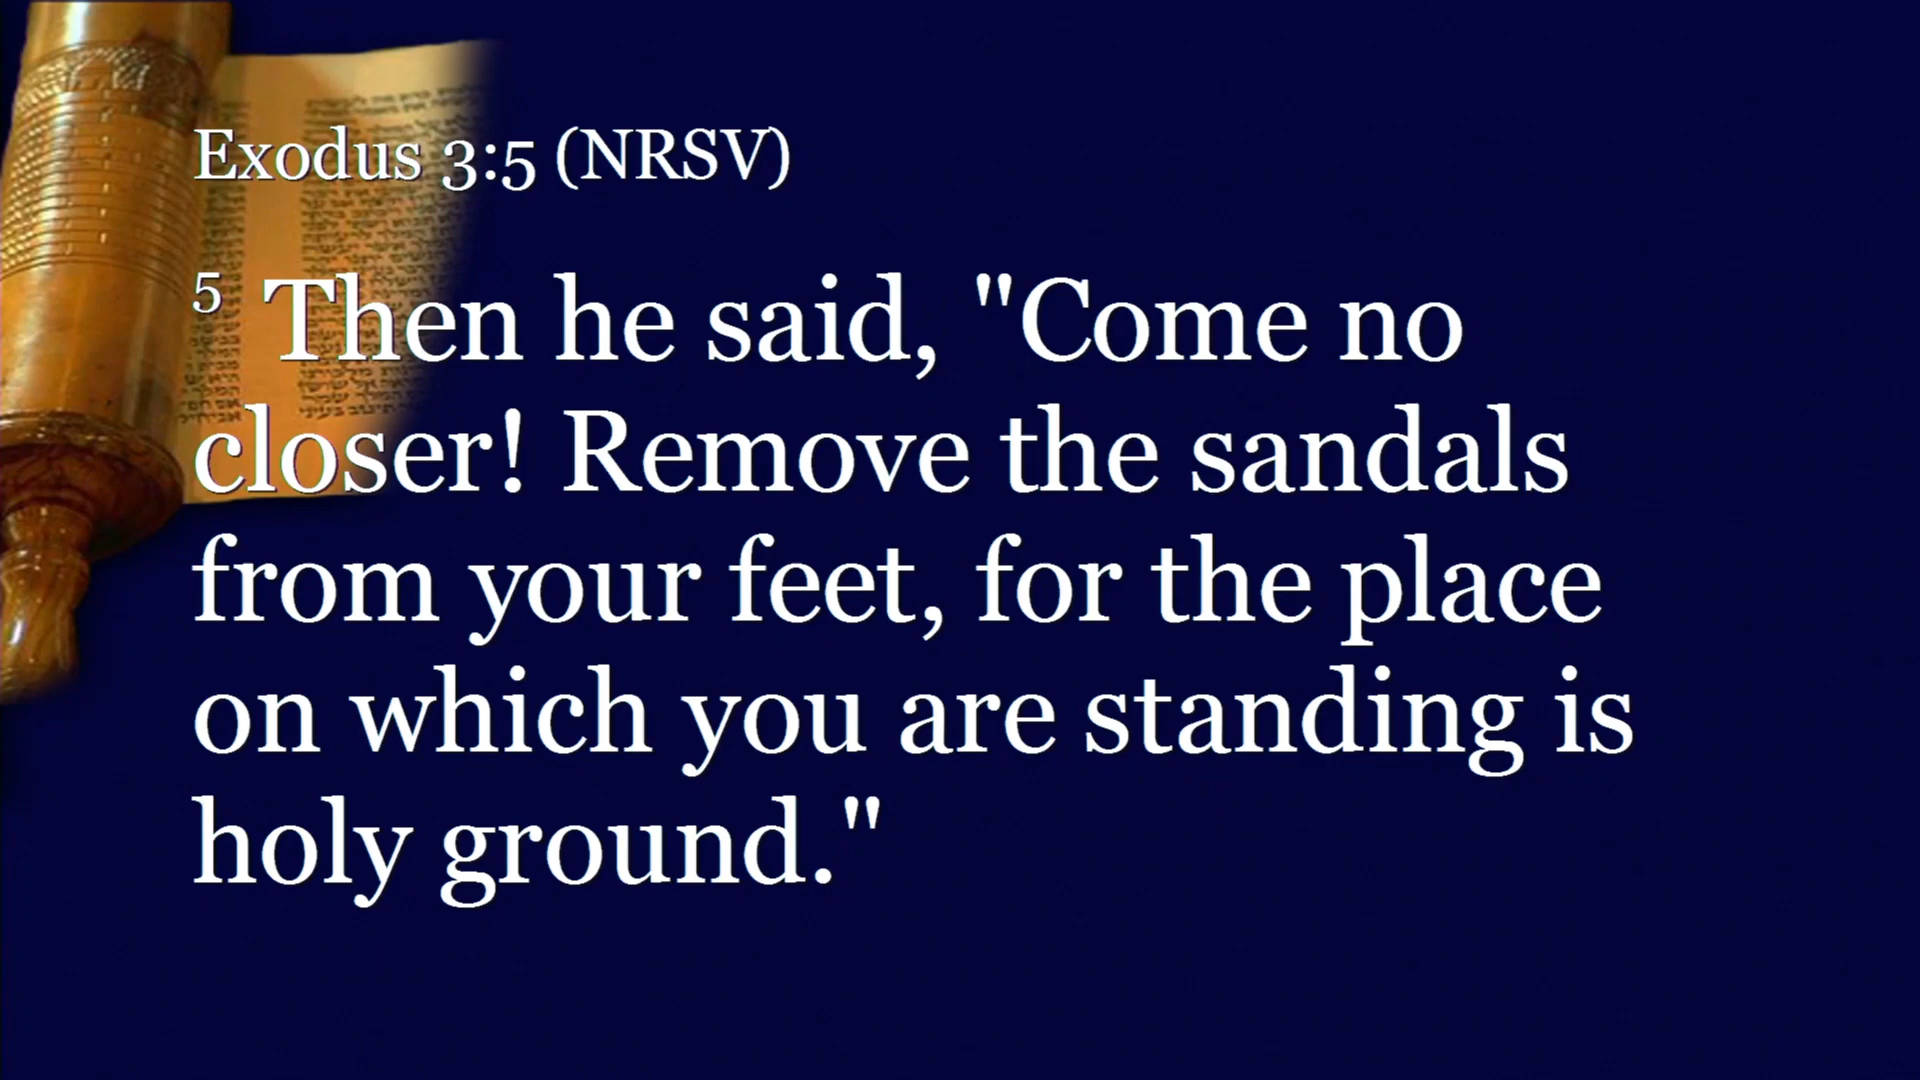 Exodus 3:5 (NRSV)
5 Then he said, "Come no
closer! Remove the sandals
from your feet, for the place
on which you are standing is
holy ground."